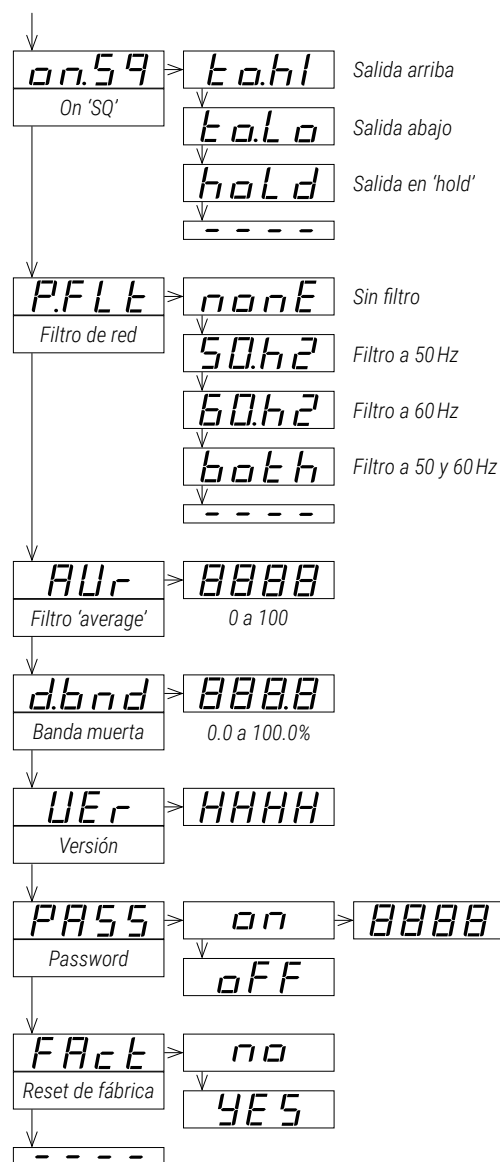 on.SQ
to.hI
Salida arriba
On ‘SQ’
to.Lo
Salida abajo
hoLd
Salida en ‘hold’
- - - -
P.FLt
nonE
Sin filtro
Filtro de red
50.hZ
Filtro a 50 Hz
60.hZ
Filtro a 60 Hz
both
Filtro a 50 y 60 Hz
- - - -
AVr
8888
Filtro ‘average’
0 a 100
d.bnd
888.8
Banda muerta
0.0 a 100.0%
VEr
HHHH
Versión
PASS
on
8888
Password
oFF
FAct
no
Reset de fábrica
YES
- - - -